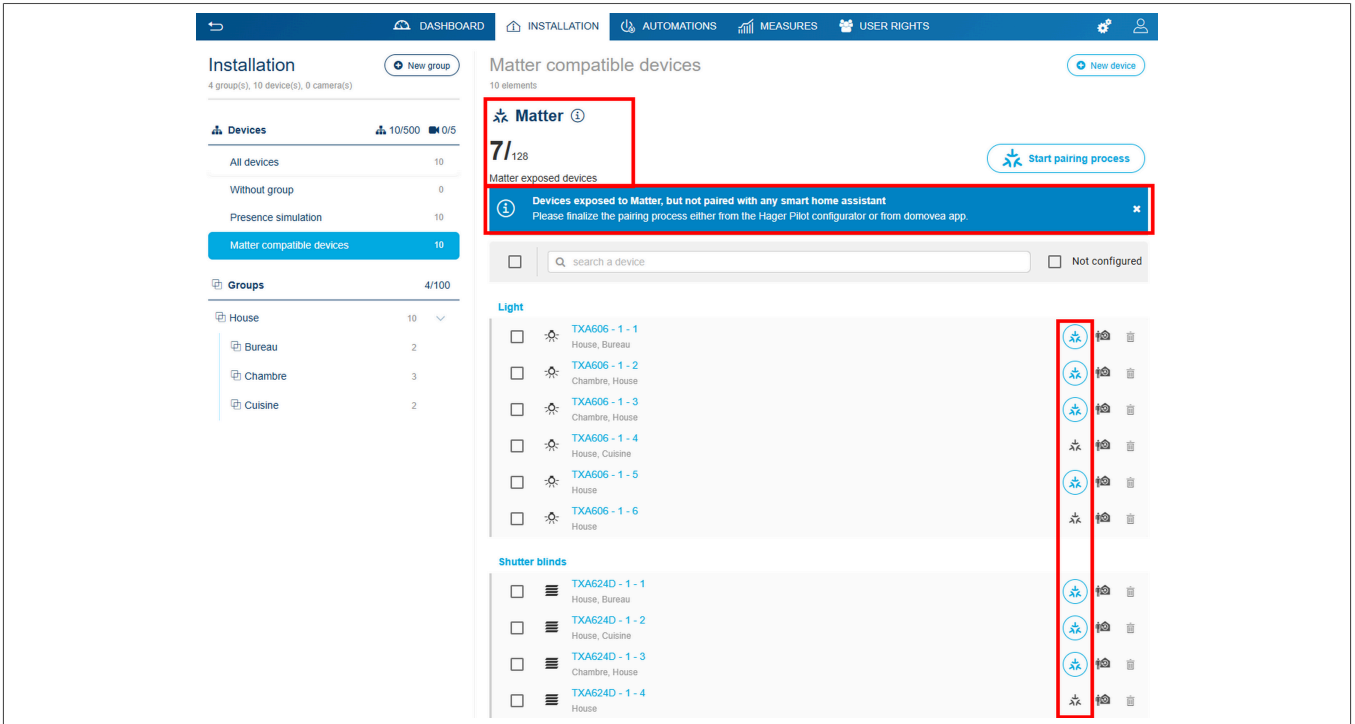 DASHBOARD INSTALLATION AUTOMATIONS MEASURES USER RIGHTS
Installation
New group
4 group(s), 10 device(s), 0 camera(s)
Devices 10/500 0/5
All devices 10
Without group 0
Presence simulation 10
Matter compatible devices 10
Groups 4/100
House 10
Bureau 2
Chambre 3
Cuisine 2
Matter compatible devices
New device
10 elements
Matter
7/128
Matter exposed devices
Start pairing process
Devices exposed to Matter, but not paired with any smart home assistant
Please finalize the pairing process either from the Hager Pilot configurator or from domovea app.
search a device
Not configured
Light
TXA606 - 1 - 1
House, Bureau
TXA606 - 1 - 2
Chambre, House
TXA606 - 1 - 3
Chambre, House
TXA606 - 1 - 4
House, Cuisine
TXA606 - 1 - 5
House
TXA606 - 1 - 6
House
Shutter blinds
TXA624D - 1 - 1
House, Bureau
TXA624D - 1 - 2
House, Cuisine
TXA624D - 1 - 3
Chambre, House
TXA624D - 1 - 4
House